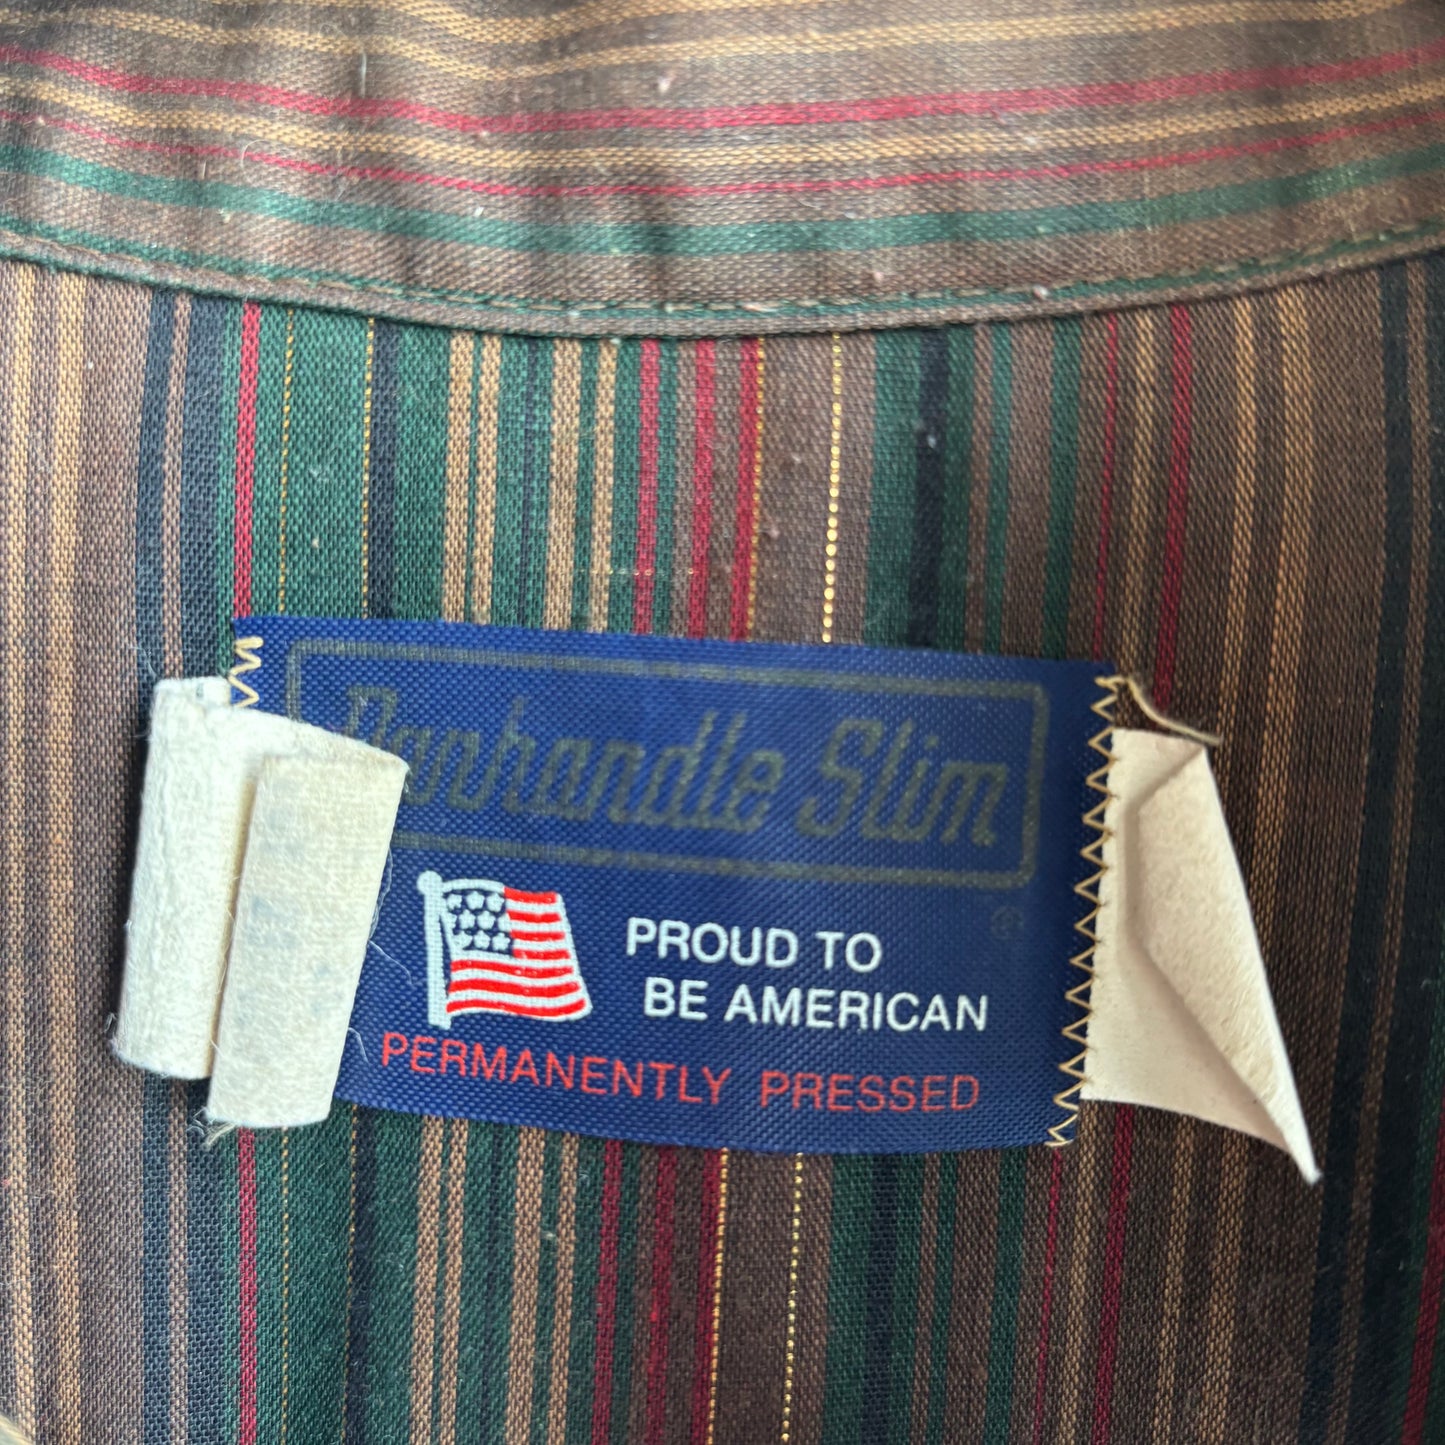 Panhandle Slim
®
PROUD TO
BE AMERICAN
PERMANENTLY PRESSED